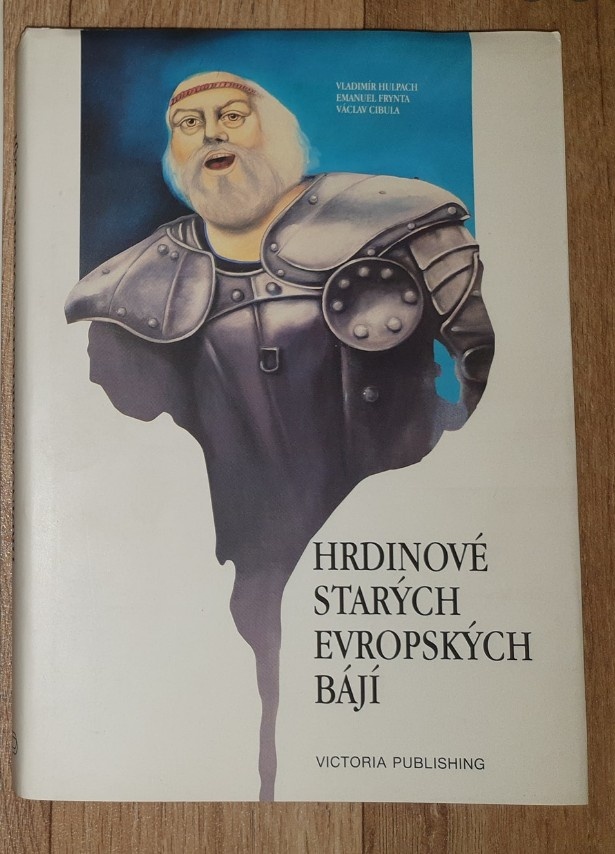 VLADIMÍR HULPACH
EMANUEL FRYNTA
VÁCLAV CIBULA
HRDINOVÉ
STARÝCH
EVROPSKÝCH
BÁJÍ
VICTORIA PUBLISHING